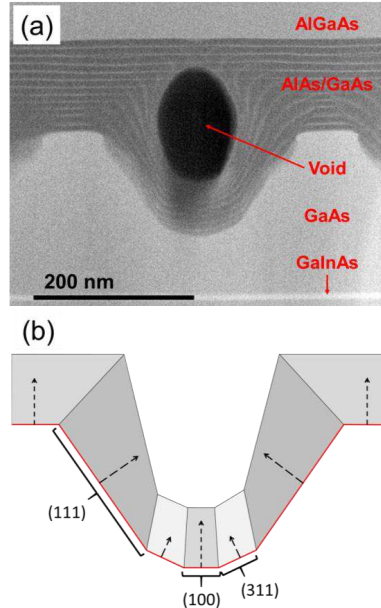 (a)
AlGaAs
AlAs/GaAs
Void
GaAs
GaInAs
200 nm
(b)
(111)
(100)
(311)